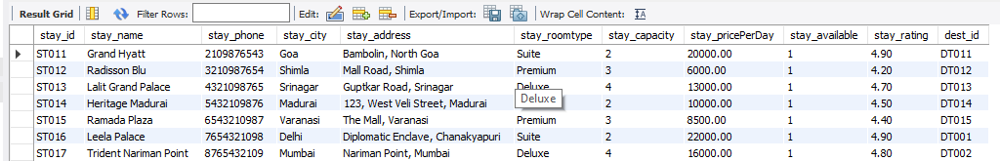 Result Grid Filter Rows: Edit: Export/Import: Wrap Cell Content: IA
stay_id stay_name stay_phone stay_city stay_address stay_roomtype stay_capacity stay_pricePerDay stay_available stay_rating dest_id
ST011 Grand Hyatt 2109876543 Goa Bambolin, North Goa Suite 2 20000.00 1 4.90 DT011
ST012 Radisson Blu 3210987654 Shimla Mall Road, Shimla Premium 3 6000.00 1 4.20 DT012
ST013 Lalit Grand Palace 4321098765 Srinagar Guptkar Road, Srinagar Deluxe 4 13000.00 1 4.70 DT013
Deluxe
ST014 Heritage Madurai 5432109876 Madurai 123, West Veli Street, Madurai 2 10000.00 1 4.50 DT014
ST015 Ramada Plaza 6543210987 Varanasi The Mall, Varanasi Premium 3 8500.00 1 4.40 DT015
ST016 Leela Palace 7654321098 Delhi Diplomatic Enclave, Chanakyapuri Suite 2 22000.00 1 4.90 DT001
ST017 Trident Nariman Point 8765432109 Mumbai Nariman Point, Mumbai Deluxe 4 16000.00 1 4.80 DT002